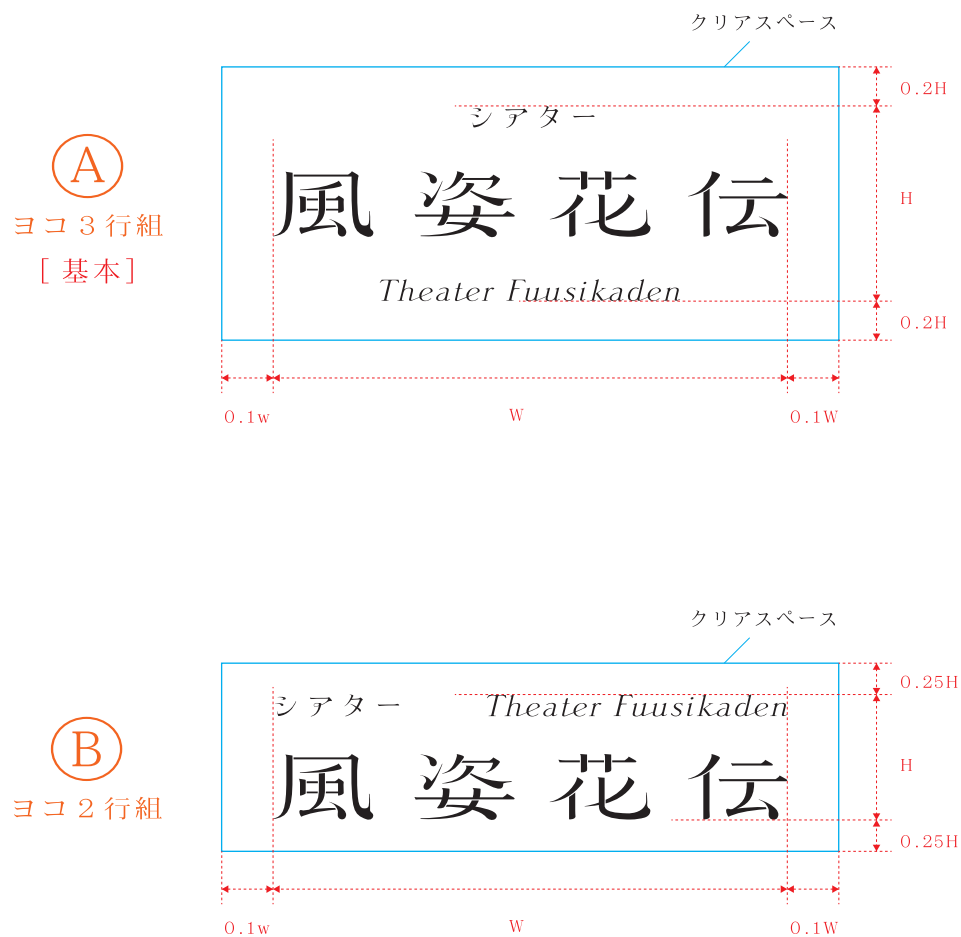 クリアスペース
0.2H
シアター
A
風姿花伝
H
ヨコ3行組
[基本]
Theater Fuusikaden
0.2H
0.1w
W
0.1W
クリアスペース
0.25H
シアター Theater Fuusikaden
B
風姿花伝
H
ヨコ2行組
0.25H
0.1w
W
0.1W